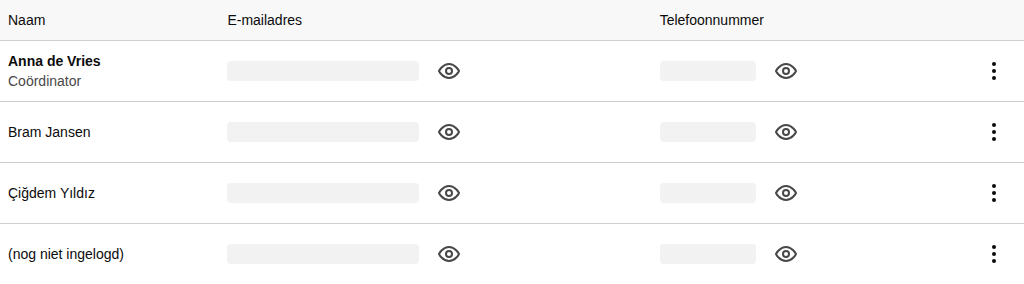 Naam E-mailadres Telefoonnummer
Anna de Vries
Coördinator
Bram Jansen
Çiğdem Yıldız
(nog niet ingelogd)